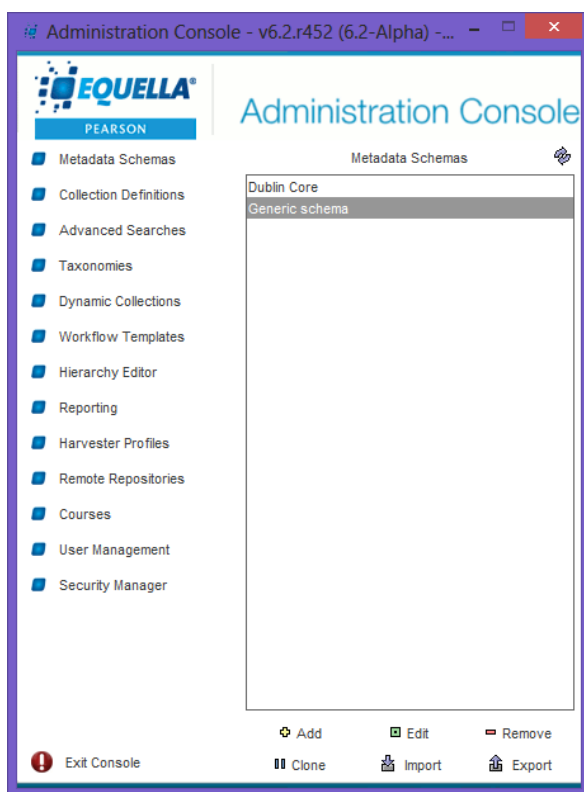 Administration Console - v6.2.r452 (6.2-Alpha) -...
EQUELLA®
PEARSON
Administration Console
Metadata Schemas
Collection Definitions
Advanced Searches
Taxonomies
Dynamic Collections
Workflow Templates
Hierarchy Editor
Reporting
Harvester Profiles
Remote Repositories
Courses
User Management
Security Manager
Exit Console
Metadata Schemas
Dublin Core
Generic schema
Add Edit Remove
Clone Import Export